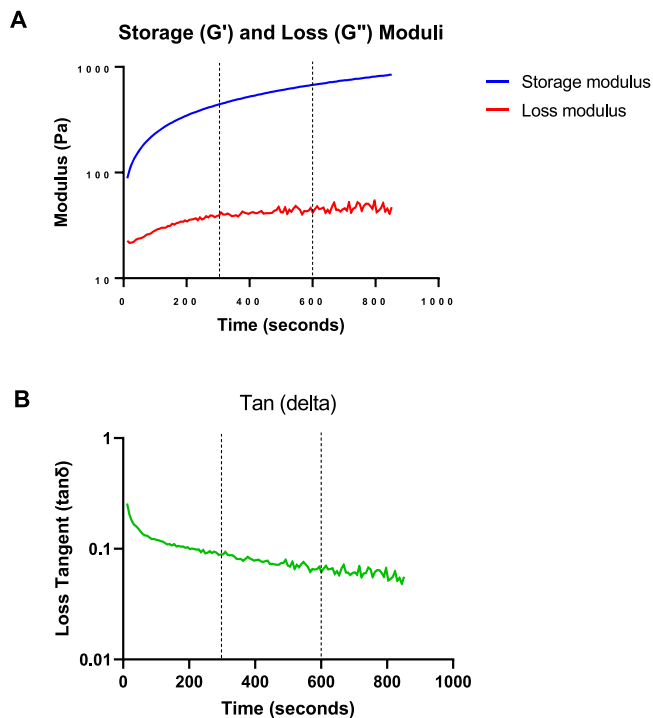 A
Storage (G') and Loss (G") Moduli
1000
100
10
Modulus (Pa)
0 200 400 600 800 1000
Time (seconds)
Storage modulus
Loss modulus
B
Tan (delta)
1
0.1
0.01
Loss Tangent (tanδ)
0 200 400 600 800 1000
Time (seconds)